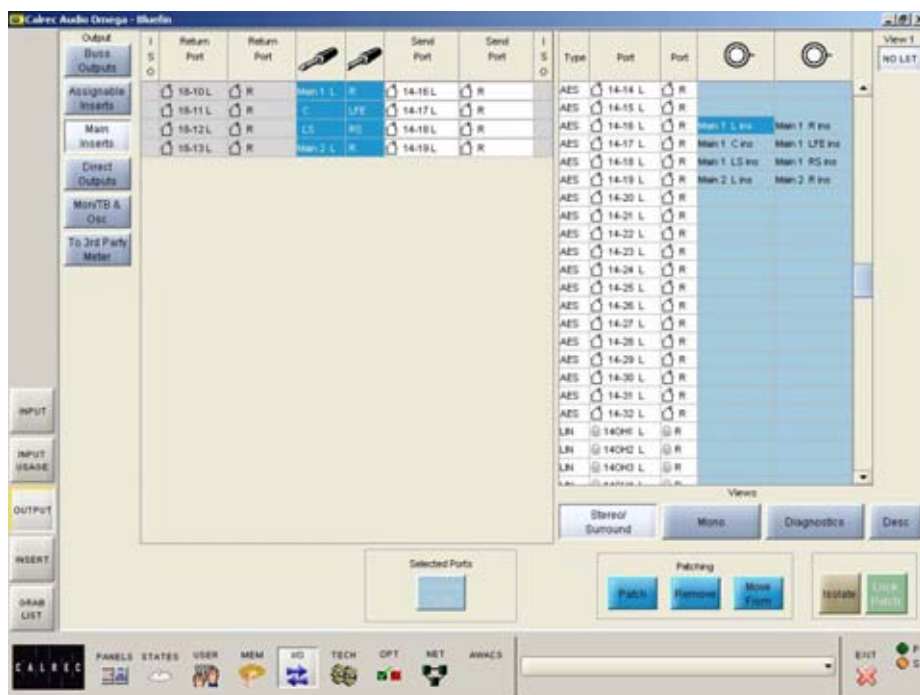 Calrec Audio Omega - Bluefin
Output
Buss Outputs
Assignable Inserts
Main Inserts
Direct Outputs
Mon/TB & Osc
To 3rd Party Meter
I S O Return Port Return Port Send Port Send Port I S O
18-10 L R Main 1 L R 14-16 L R
18-11 L R C LFE 14-17 L R
18-12 L R LS RS 14-18 L R
18-13 L R Main 2 L R 14-19 L R
Type Port Port
AES 14-14 L R
AES 14-15 L R
AES 14-16 L R Main 1 L ins Main 1 R ins
AES 14-17 L R Main 1 C ins Main 1 LFE ins
AES 14-18 L R Main 1 LS ins Main 1 RS ins
AES 14-19 L R Main 2 L ins Main 2 R ins
AES 14-20 L R
AES 14-21 L R
AES 14-22 L R
AES 14-23 L R
AES 14-24 L R
AES 14-25 L R
AES 14-26 L R
AES 14-27 L R
AES 14-28 L R
AES 14-29 L R
AES 14-30 L R
AES 14-31 L R
AES 14-32 L R
LIN 14OH1 L R
LIN 14OH2 L R
LIN 14OH3 L R
View 1
NO LST
INPUT
INPUT USAGE
OUTPUT
INSERT
GRAB LIST
Views
Stereo/ Surround
Mono
Diagnostics
Desc
Selected Ports
Patching
Patch
Remove
Move From
Isolate
Lock Patch
CALREC
PANELS STATES USER MEM I/O TECH OPT NET AWACS
EXIT